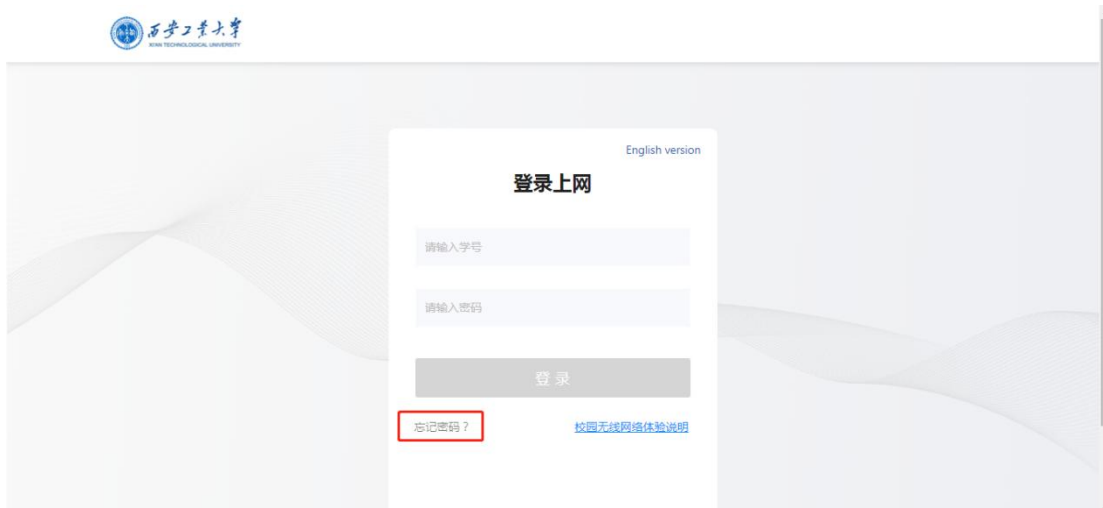 西安工业大学
XI'AN TECHNOLOGICAL UNIVERSITY
English version
登录上网
请输入学号
请输入密码
登 录
忘记密码？
校园无线网络体验说明